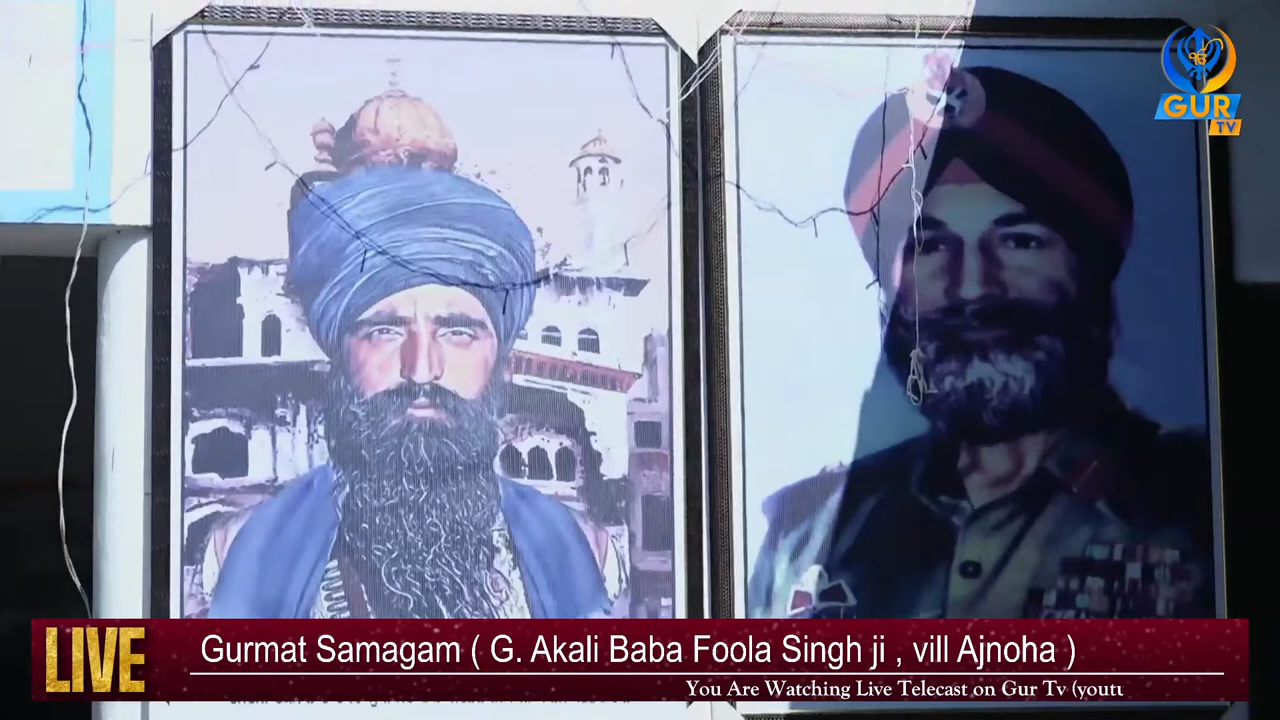 GUR
TV
LIVE
Gurmat Samagam ( G. Akali Baba Foola Singh ji , vill Ajnoha )
You Are Watching Live Telecast on Gur Tv (youtu